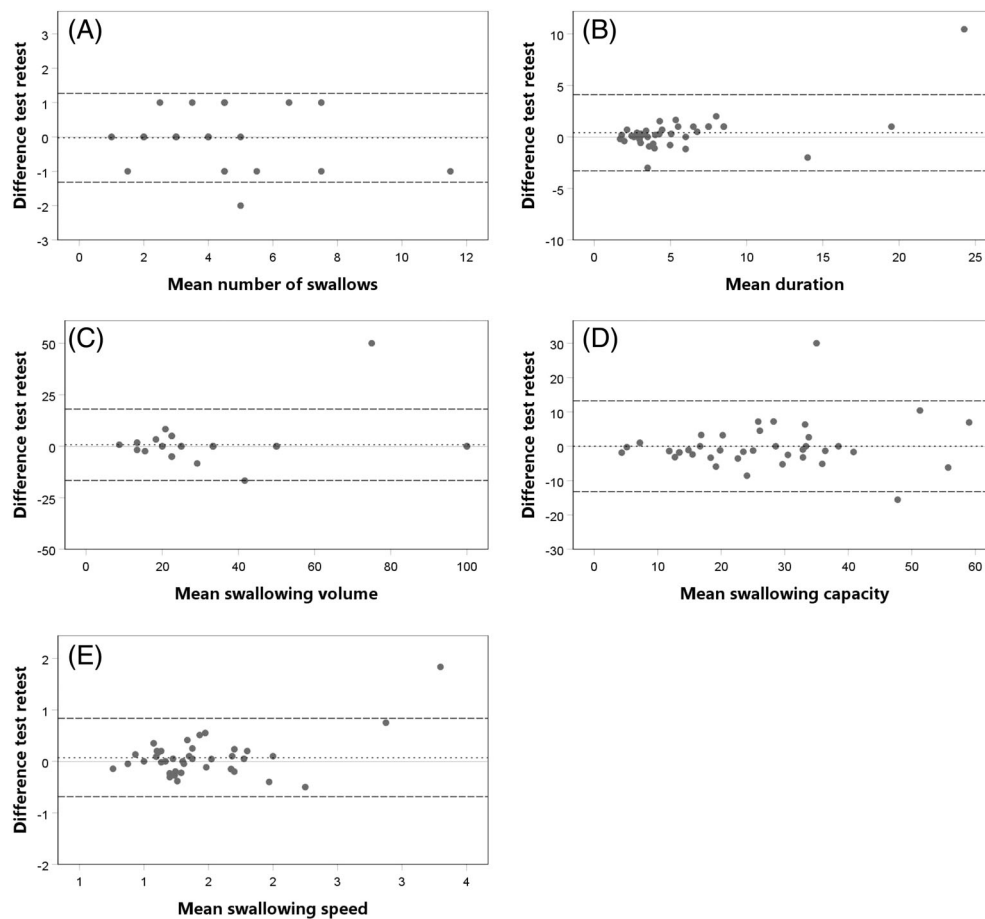 (A)
Difference test retest
3
2
1
0
-1
-2
-3
0 2 4 6 8 10 12
Mean number of swallows
(B)
Difference test retest
10
5
0
-5
-10
0 5 10 15 20 25
Mean duration
(C)
Difference test retest
50
25
0
-25
-50
0 20 40 60 80 100
Mean swallowing volume
(D)
Difference test retest
30
20
10
0
-10
-20
-30
0 10 20 30 40 50 60
Mean swallowing capacity
(E)
Difference test retest
2
1
0
-1
-2
1 1 2 2 3 3 4
Mean swallowing speed